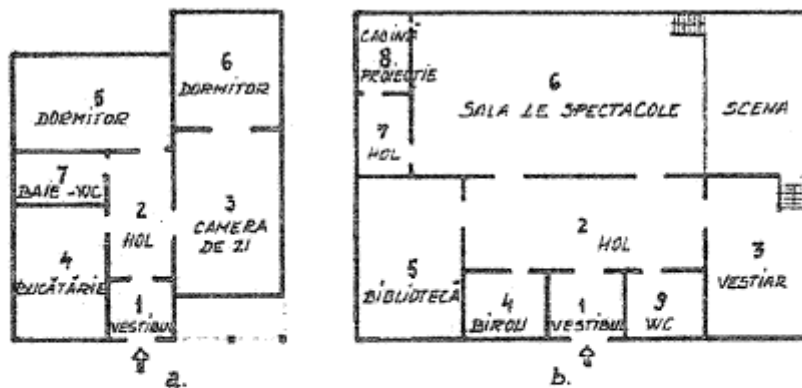 6
DORMITOR
5
DORMITOR
7
BAIE-WC
2
HOL
3
CAMERA
DE ZI
4
BUCĂTĂRIE
1
VESTIBUL
a.
CABINĂ
8
PROIECTIE
6
SALA DE SPECTACOLE
SCENA
7
HOL
2
HOL
3
VESTIAR
5
BIBLIOTECĂ
4
BIROU
1
VESTIBUL
9
WC
b.